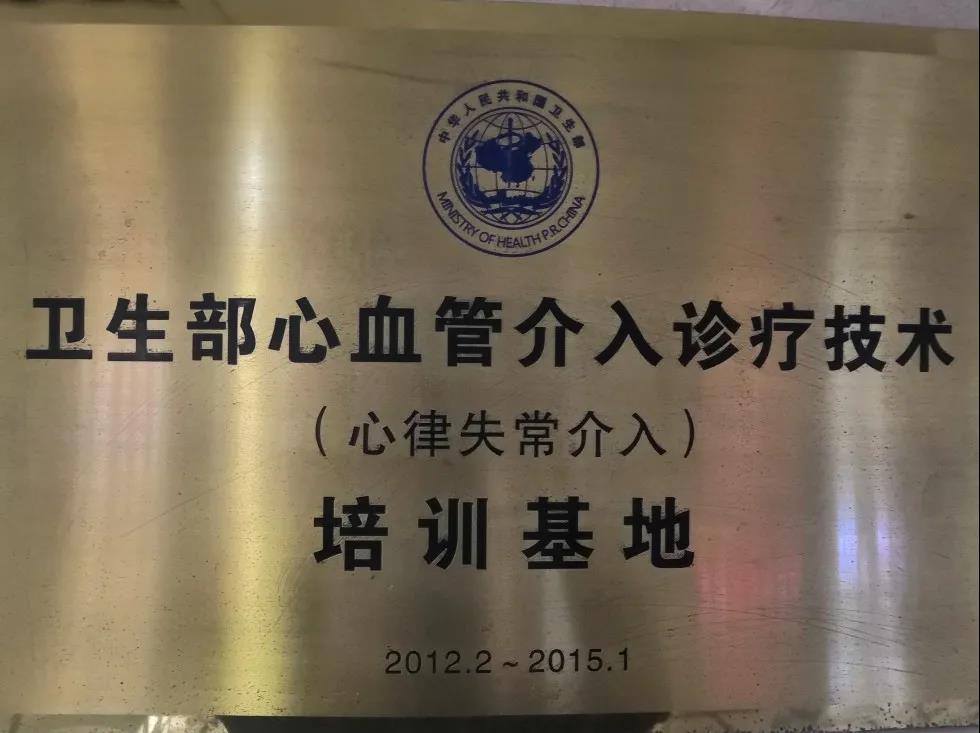 中华人民共和国卫生部
MINISTRY OF HEALTH P.R.CHINA
卫生部心血管介入诊疗技术
（心律失常介入）
培训基地
2012.2~2015.1